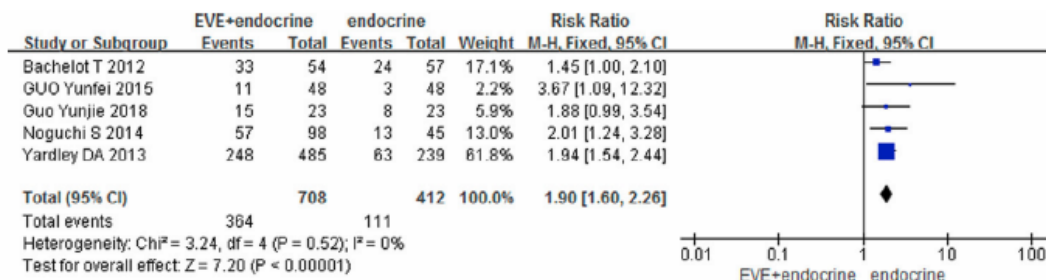 EVE+endocrine endocrine Risk Ratio Risk Ratio
Study or Subgroup Events Total Events Total Weight M-H, Fixed, 95% CI M-H, Fixed, 95% CI
Bachelot T 2012 33 54 24 57 17.1% 1.45 [1.00, 2.10]
GUO Yunfei 2015 11 48 3 48 2.2% 3.67 [1.09, 12.32]
Guo Yunjie 2018 15 23 8 23 5.9% 1.88 [0.99, 3.54]
Noguchi S 2014 57 98 13 45 13.0% 2.01 [1.24, 3.28]
Yardley DA 2013 248 485 63 239 61.8% 1.94 [1.54, 2.44]
Total (95% CI) 708 412 100.0% 1.90 [1.60, 2.26]
Total events 364 111
Heterogeneity: Chi² = 3.24, df = 4 (P = 0.52); I² = 0%
Test for overall effect: Z = 7.20 (P < 0.00001)
0.01 0.1 1 10 100
EVE+endocrine endocrine